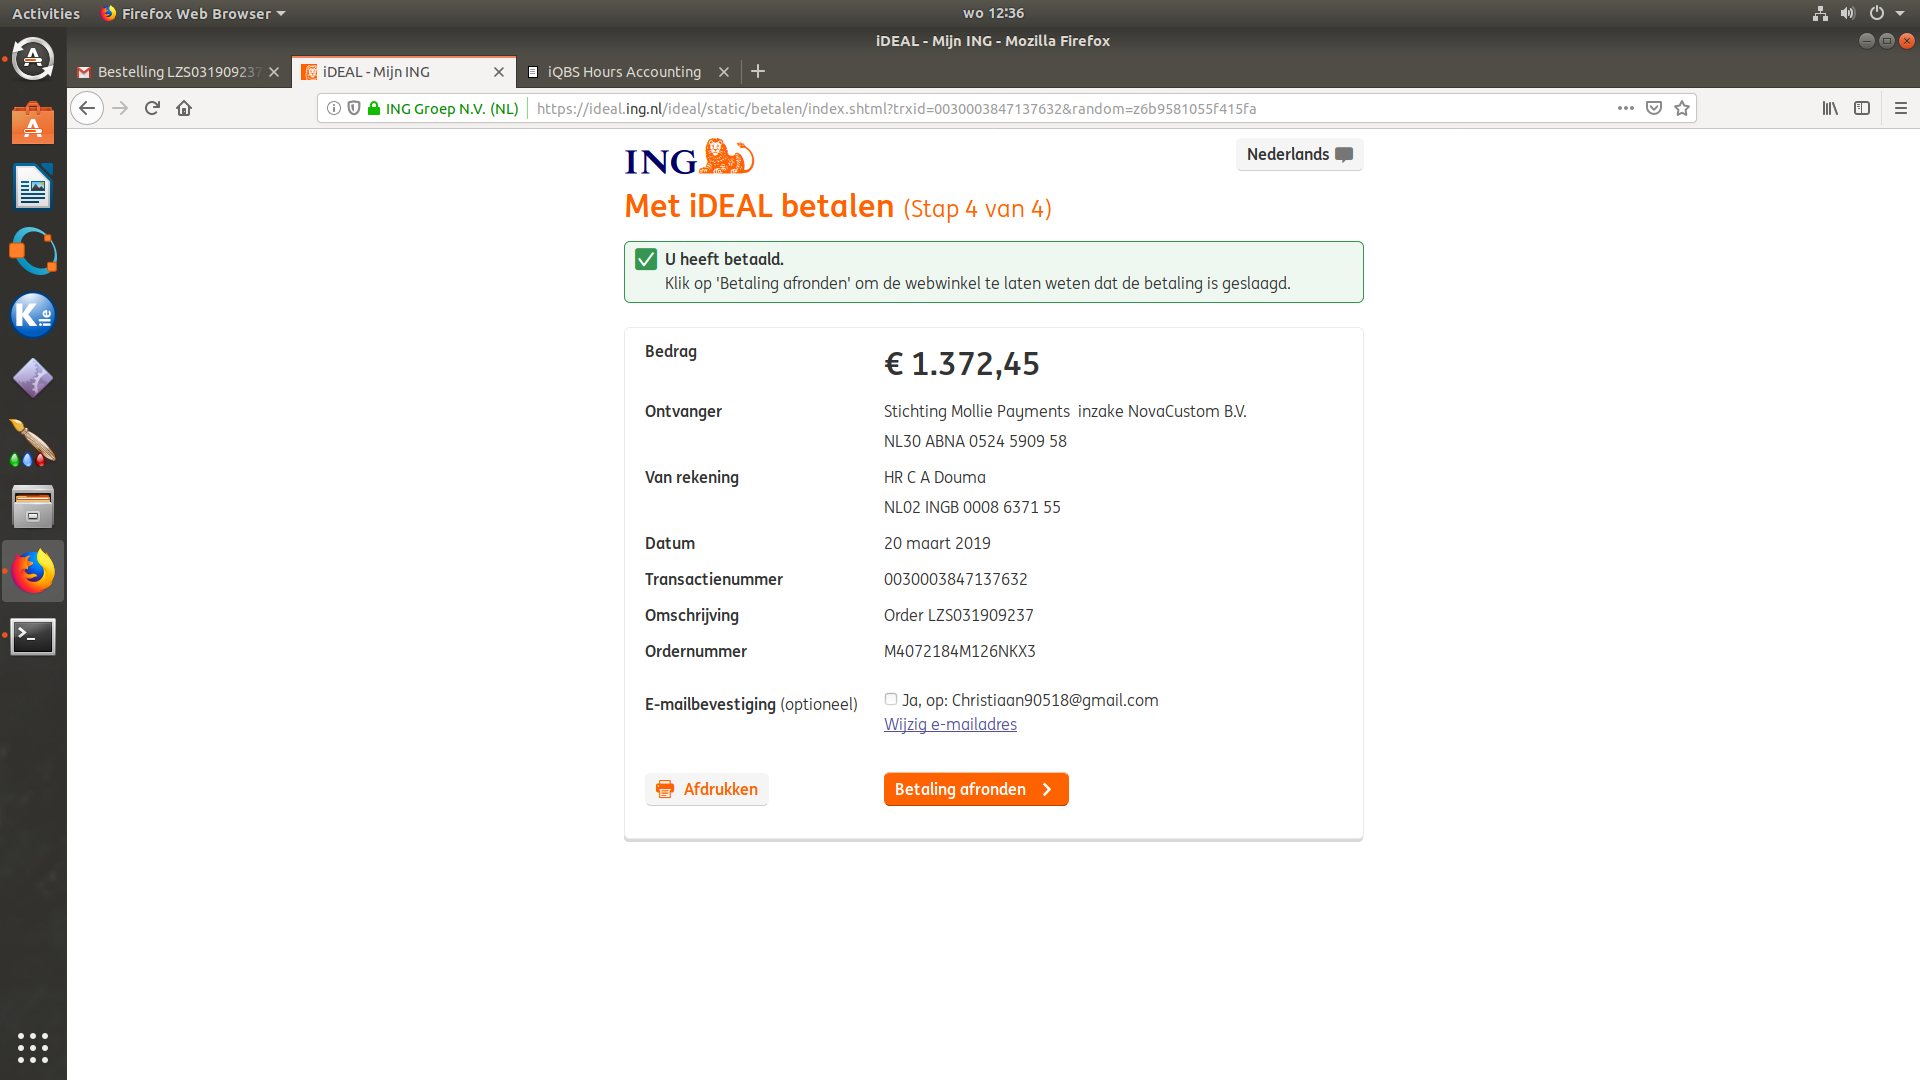 Activities
Firefox Web Browser
wo 12:36
iDEAL - Mijn ING - Mozilla Firefox
Bestelling LZS031909237
iDEAL - Mijn ING
iQBS Hours Accounting
ING Groep N.V. (NL)
https://ideal.ing.nl/ideal/static/betalen/index.shtml?trxid=0030003847137632&random=z6b9581055f415fa
ING
Nederlands
Met iDEAL betalen (Stap 4 van 4)
U heeft betaald.
Klik op 'Betaling afronden' om de webwinkel te laten weten dat de betaling is geslaagd.
Bedrag
€ 1.372,45
Ontvanger
Stichting Mollie Payments inzake NovaCustom B.V.
NL30 ABNA 0524 5909 58
Van rekening
HR C A Douma
NL02 INGB 0008 6371 55
Datum
20 maart 2019
Transactienummer
0030003847137632
Omschrijving
Order LZS031909237
Ordernummer
M4072184M126NKX3
E-mailbevestiging (optioneel)
Ja, op: Christiaan90518@gmail.com
Wijzig e-mailadres
Afdrukken
Betaling afronden